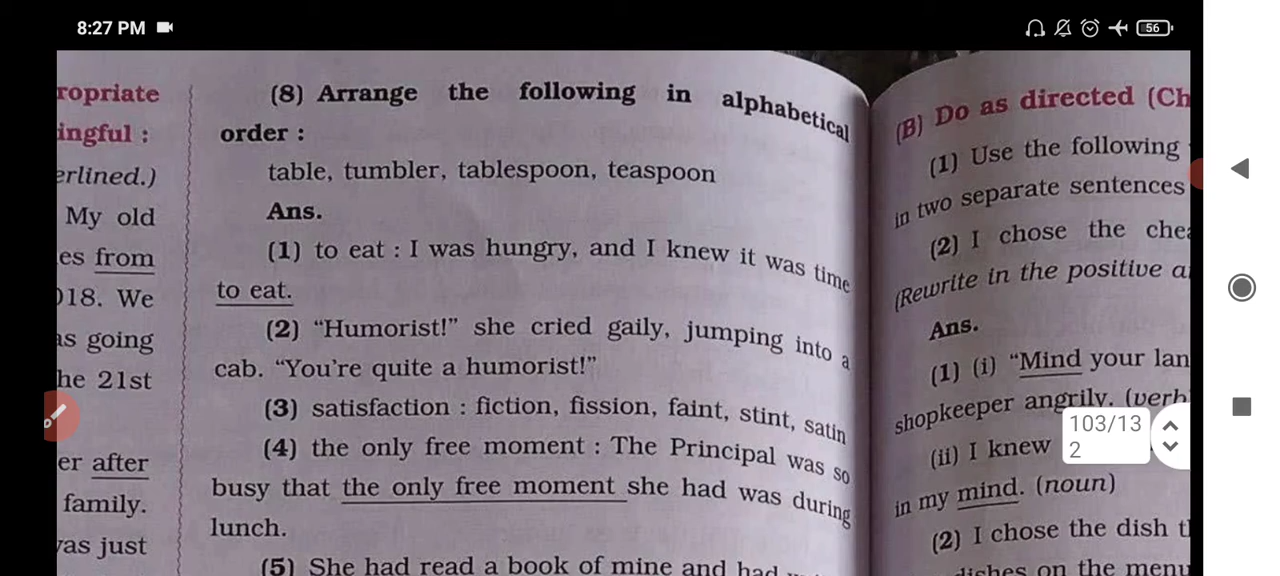 8:27 PM
56
ropriate
ingful :
erlined.)
My old
es from
018. We
as going
he 21st
er after
family.
as just
(8) Arrange the following in alphabetical
order :
table, tumbler, tablespoon, teaspoon
Ans.
(1) to eat : I was hungry, and I knew it was time
to eat.
(2) “Humorist!” she cried gaily, jumping into a
cab. “You’re quite a humorist!”
(3) satisfaction : fiction, fission, faint, stint, satin
(4) the only free moment : The Principal was so
busy that the only free moment she had was during
lunch.
(5) She had read a book of mine and had
(B) Do as directed (Ch
(1) Use the following
in two separate sentences
(2) I chose the che
(Rewrite in the positive a
Ans.
(1) (i) “Mind your lan
shopkeeper angrily. (verb
(ii) I knew
in my mind. (noun)
(2) I chose the dish t
dishes on the menu
103/13
2